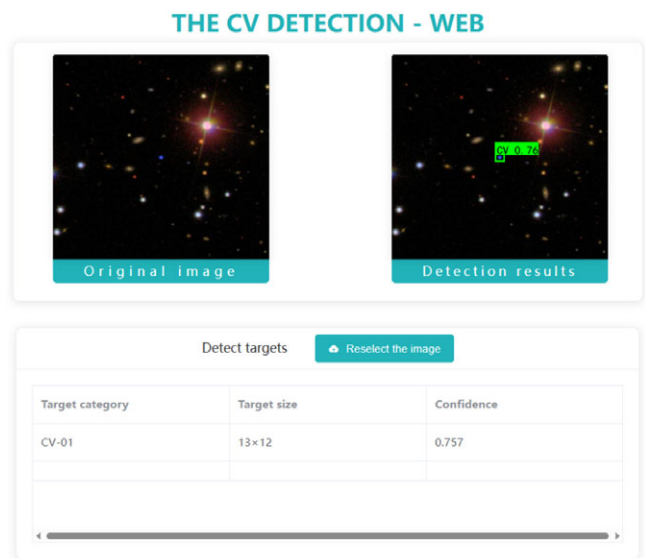 THE CV DETECTION - WEB
CV 0.76
Original image
Detection results
Detect targets
Reselect the image
Target category
Target size
Confidence
CV-01
13×12
0.757